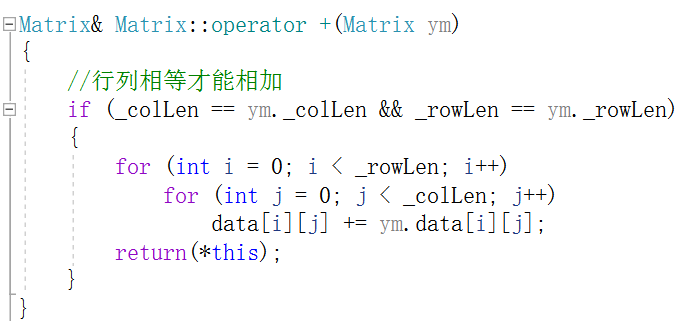 Matrix& Matrix::operator +(Matrix ym)
{
//行列相等才能相加
if (_colLen == ym._colLen && _rowLen == ym._rowLen)
{
for (int i = 0; i < _rowLen; i++)
for (int j = 0; j < _colLen; j++)
data[i][j] += ym.data[i][j];
return(*this);
}
}